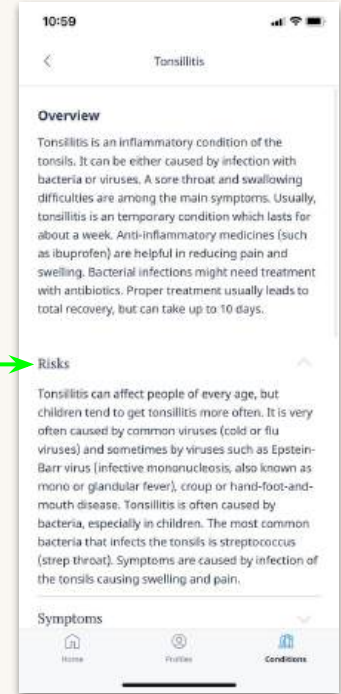 10:59
Tonsillitis
Overview
Tonsillitis is an inflammatory condition of the
tonsils. It can be either caused by infection with
bacteria or viruses. A sore throat and swallowing
difficulties are among the main symptoms. Usually,
tonsillitis is an temporary condition which lasts for
about a week. Anti-inflammatory medicines (such
as ibuprofen) are helpful in reducing pain and
swelling. Bacterial infections might need treatment
with antibiotics. Proper treatment usually leads to
total recovery, but can take up to 10 days.
Risks
Tonsillitis can affect people of every age, but
children tend to get tonsillitis more often. It is very
often caused by common viruses (cold or flu
viruses) and sometimes by viruses such as Epstein-
Barr virus (infective mononucleosis, also known as
mono or glandular fever), croup or hand-foot-and-
mouth disease. Tonsillitis is often caused by
bacteria, especially in children. The most common
bacteria that infects the tonsils is streptococcus
(strep throat). Symptoms are caused by infection of
the tonsils causing swelling and pain.
Symptoms
Home Profiles Conditions